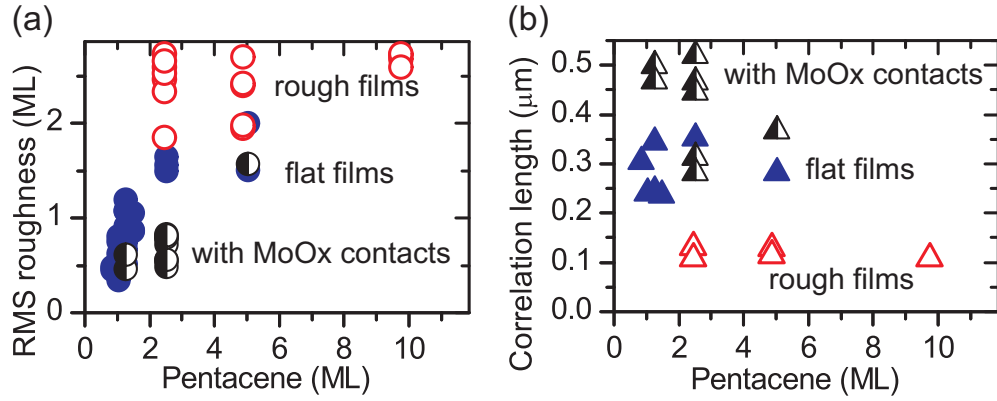 (a)
RMS roughness (ML)
0
1
2
0
2
4
6
8
10
Pentacene (ML)
rough films
flat films
with MoOx contacts
(b)
Correlation length (μm)
0.0
0.1
0.2
0.3
0.4
0.5
0
2
4
6
8
10
Pentacene (ML)
with MoOx contacts
flat films
rough films